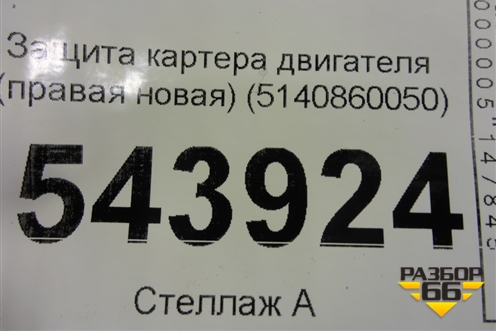 Защита картера двигателя
(правая новая) (5140860050)
543924
Стеллаж А
РАЗБОР
66